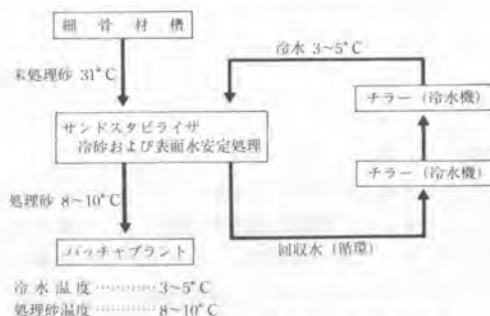 細骨材槽
冷水 3~5°C
未処理砂 31°C
チラー (冷水機)
サンドスタビライザ
冷砂および表面水安定処理
チラー (冷水機)
処理砂 8~10°C
バッチャプラント
回収水 (循環)
冷水温度…………3~5°C
処理砂温度…………8~10°C